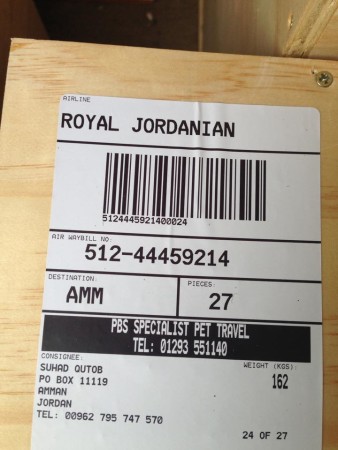 AIRLINE
ROYAL JORDANIAN
5124445921400024
AIR WAYBILL NO
512-44459214
DESTINATION: PIECES:
AMM 27
PBS SPECIALIST PET TRAVEL
TEL: 01293 551140
CONSIGNEE: WEIGHT (KGS):
SUHAD QUTOB 162
PO BOX 11119
AMMAN
JORDAN
TEL: 00962 795 747 570
24 OF 27